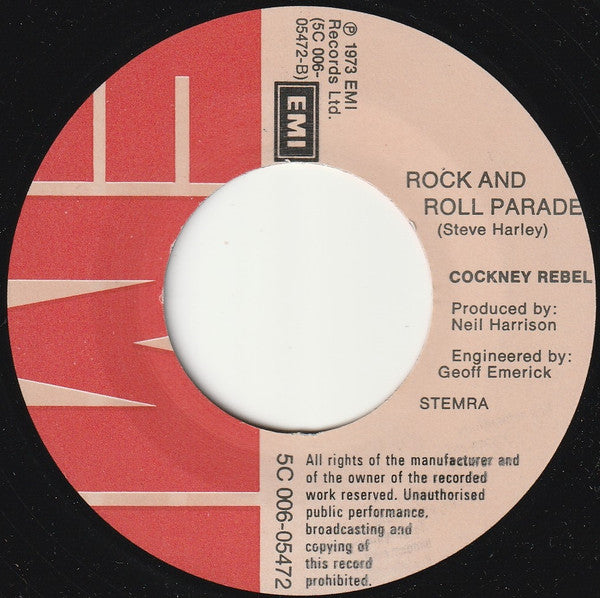 ℗ 1973 EMI
Records Ltd.
(5C 006-
05472-B)
EMI
ROCK AND
ROLL PARADE
(Steve Harley)
COCKNEY REBEL
Produced by:
Neil Harrison
Engineered by:
Geoff Emerick
STEMRA
5C 006-05472
All rights of the manufacturer and
of the owner of the recorded
work reserved. Unauthorised
public performance,
broadcasting and
copying of
this record
prohibited.